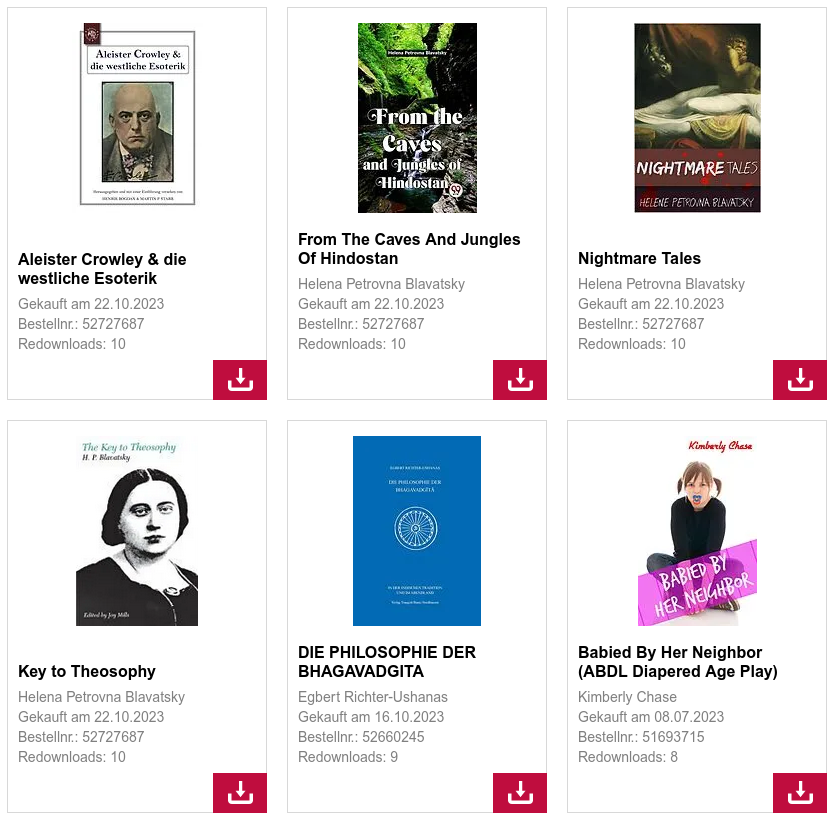 Aleister Crowley &
die westliche Esoterik
Herausgegeben und mit einer Einführung versehen von
HENRIK BOGDAN & MARTIN P. STARR
Aleister Crowley & die
westliche Esoterik
Gekauft am 22.10.2023
Bestellnr.: 52727687
Redownloads: 10
Helena Petrovna Blavatsky
From the
Caves
and Jungles of
Hindostan
From The Caves And Jungles
Of Hindostan
Helena Petrovna Blavatsky
Gekauft am 22.10.2023
Bestellnr.: 52727687
Redownloads: 10
NIGHTMARE TALES
HELENE PETROVNA BLAVATSKY
Nightmare Tales
Helena Petrovna Blavatsky
Gekauft am 22.10.2023
Bestellnr.: 52727687
Redownloads: 10
The Key to Theosophy
H. P. Blavatsky
Edited by Joy Mills
Key to Theosophy
Helena Petrovna Blavatsky
Gekauft am 22.10.2023
Bestellnr.: 52727687
Redownloads: 10
EGBERT RICHTER-USHANAS
DIE PHILOSOPHIE DER
BHAGAVADGĪTĀ
IN DER INDISCHEN TRADITION
UND IM ABENDLAND
DIE PHILOSOPHIE DER
BHAGAVADGITA
Egbert Richter-Ushanas
Gekauft am 16.10.2023
Bestellnr.: 52660245
Redownloads: 9
Kimberly Chase
BABIED BY
HER NEIGHBOR
Babied By Her Neighbor
(ABDL Diapered Age Play)
Kimberly Chase
Gekauft am 08.07.2023
Bestellnr.: 51693715
Redownloads: 8